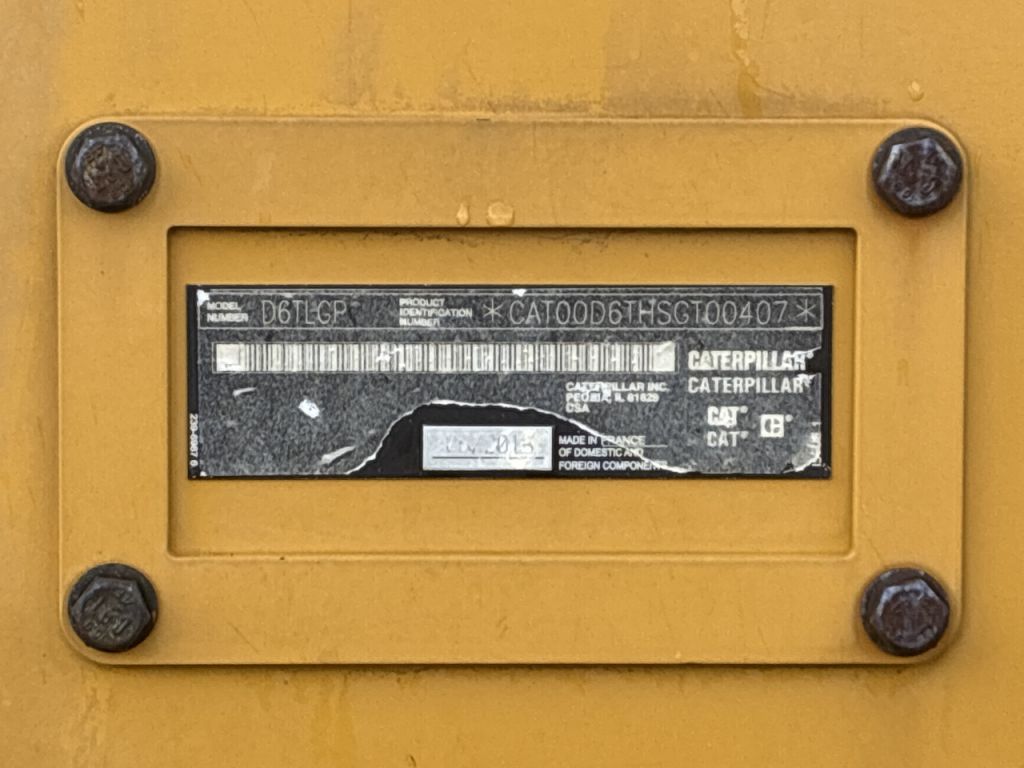 MODEL NUMBER D6TLGP PRODUCT IDENTIFICATION NUMBER *CAT00D6THSGT00407*
CATERPILLAR®
CATERPILLAR®
CATERPILLAR INC.
PEORIA, IL 61629
USA
CAT®
CAT®
2015
MADE IN FRANCE
OF DOMESTIC AND
FOREIGN COMPONENTS